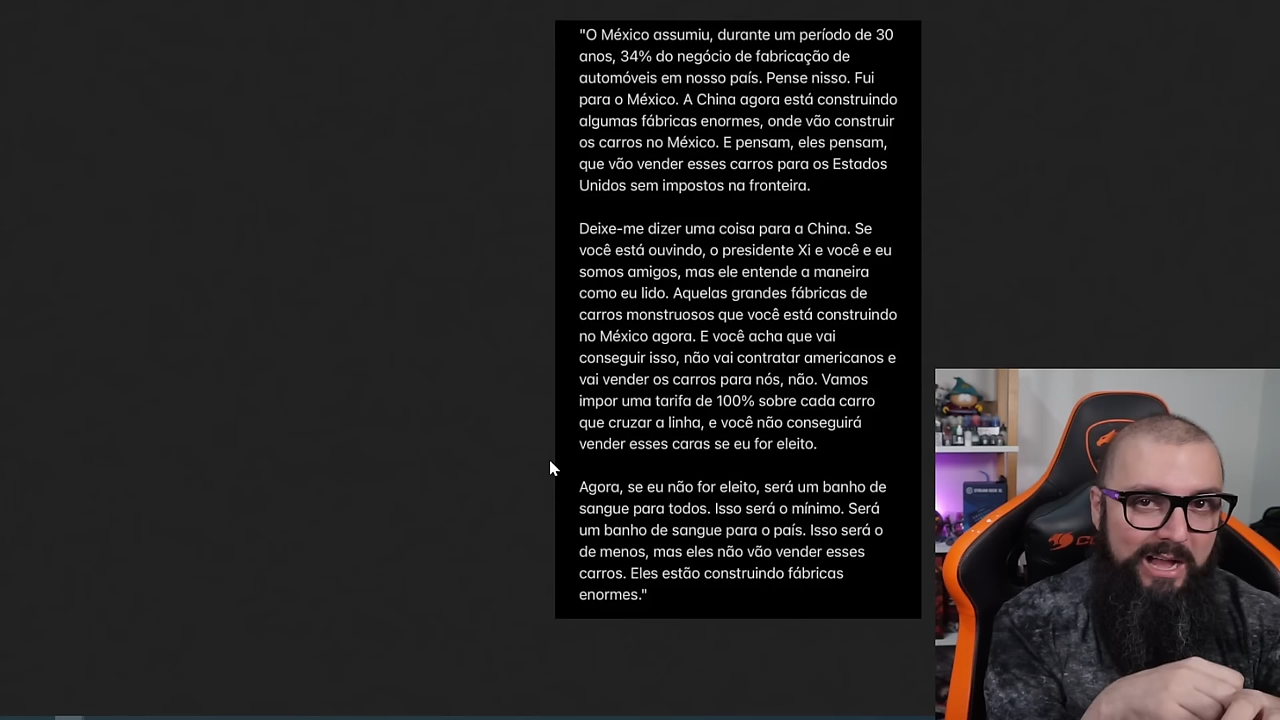 "O México assumiu, durante um período de 30
anos, 34% do negócio de fabricação de
automóveis em nosso país. Pense nisso. Fui
para o México. A China agora está construindo
algumas fábricas enormes, onde vão construir
os carros no México. E pensam, eles pensam,
que vão vender esses carros para os Estados
Unidos sem impostos na fronteira.
Deixe-me dizer uma coisa para a China. Se
você está ouvindo, o presidente Xi e você e eu
somos amigos, mas ele entende a maneira
como eu lido. Aquelas grandes fábricas de
carros monstruosos que você está construindo
no México agora. E você acha que vai
conseguir isso, não vai contratar americanos e
vai vender os carros para nós, não. Vamos
impor uma tarifa de 100% sobre cada carro
que cruzar a linha, e você não conseguirá
vender esses caras se eu for eleito.
Agora, se eu não for eleito, será um banho de
sangue para todos. Isso será o mínimo. Será
um banho de sangue para o país. Isso será o
de menos, mas eles não vão vender esses
carros. Eles estão construindo fábricas
enormes."